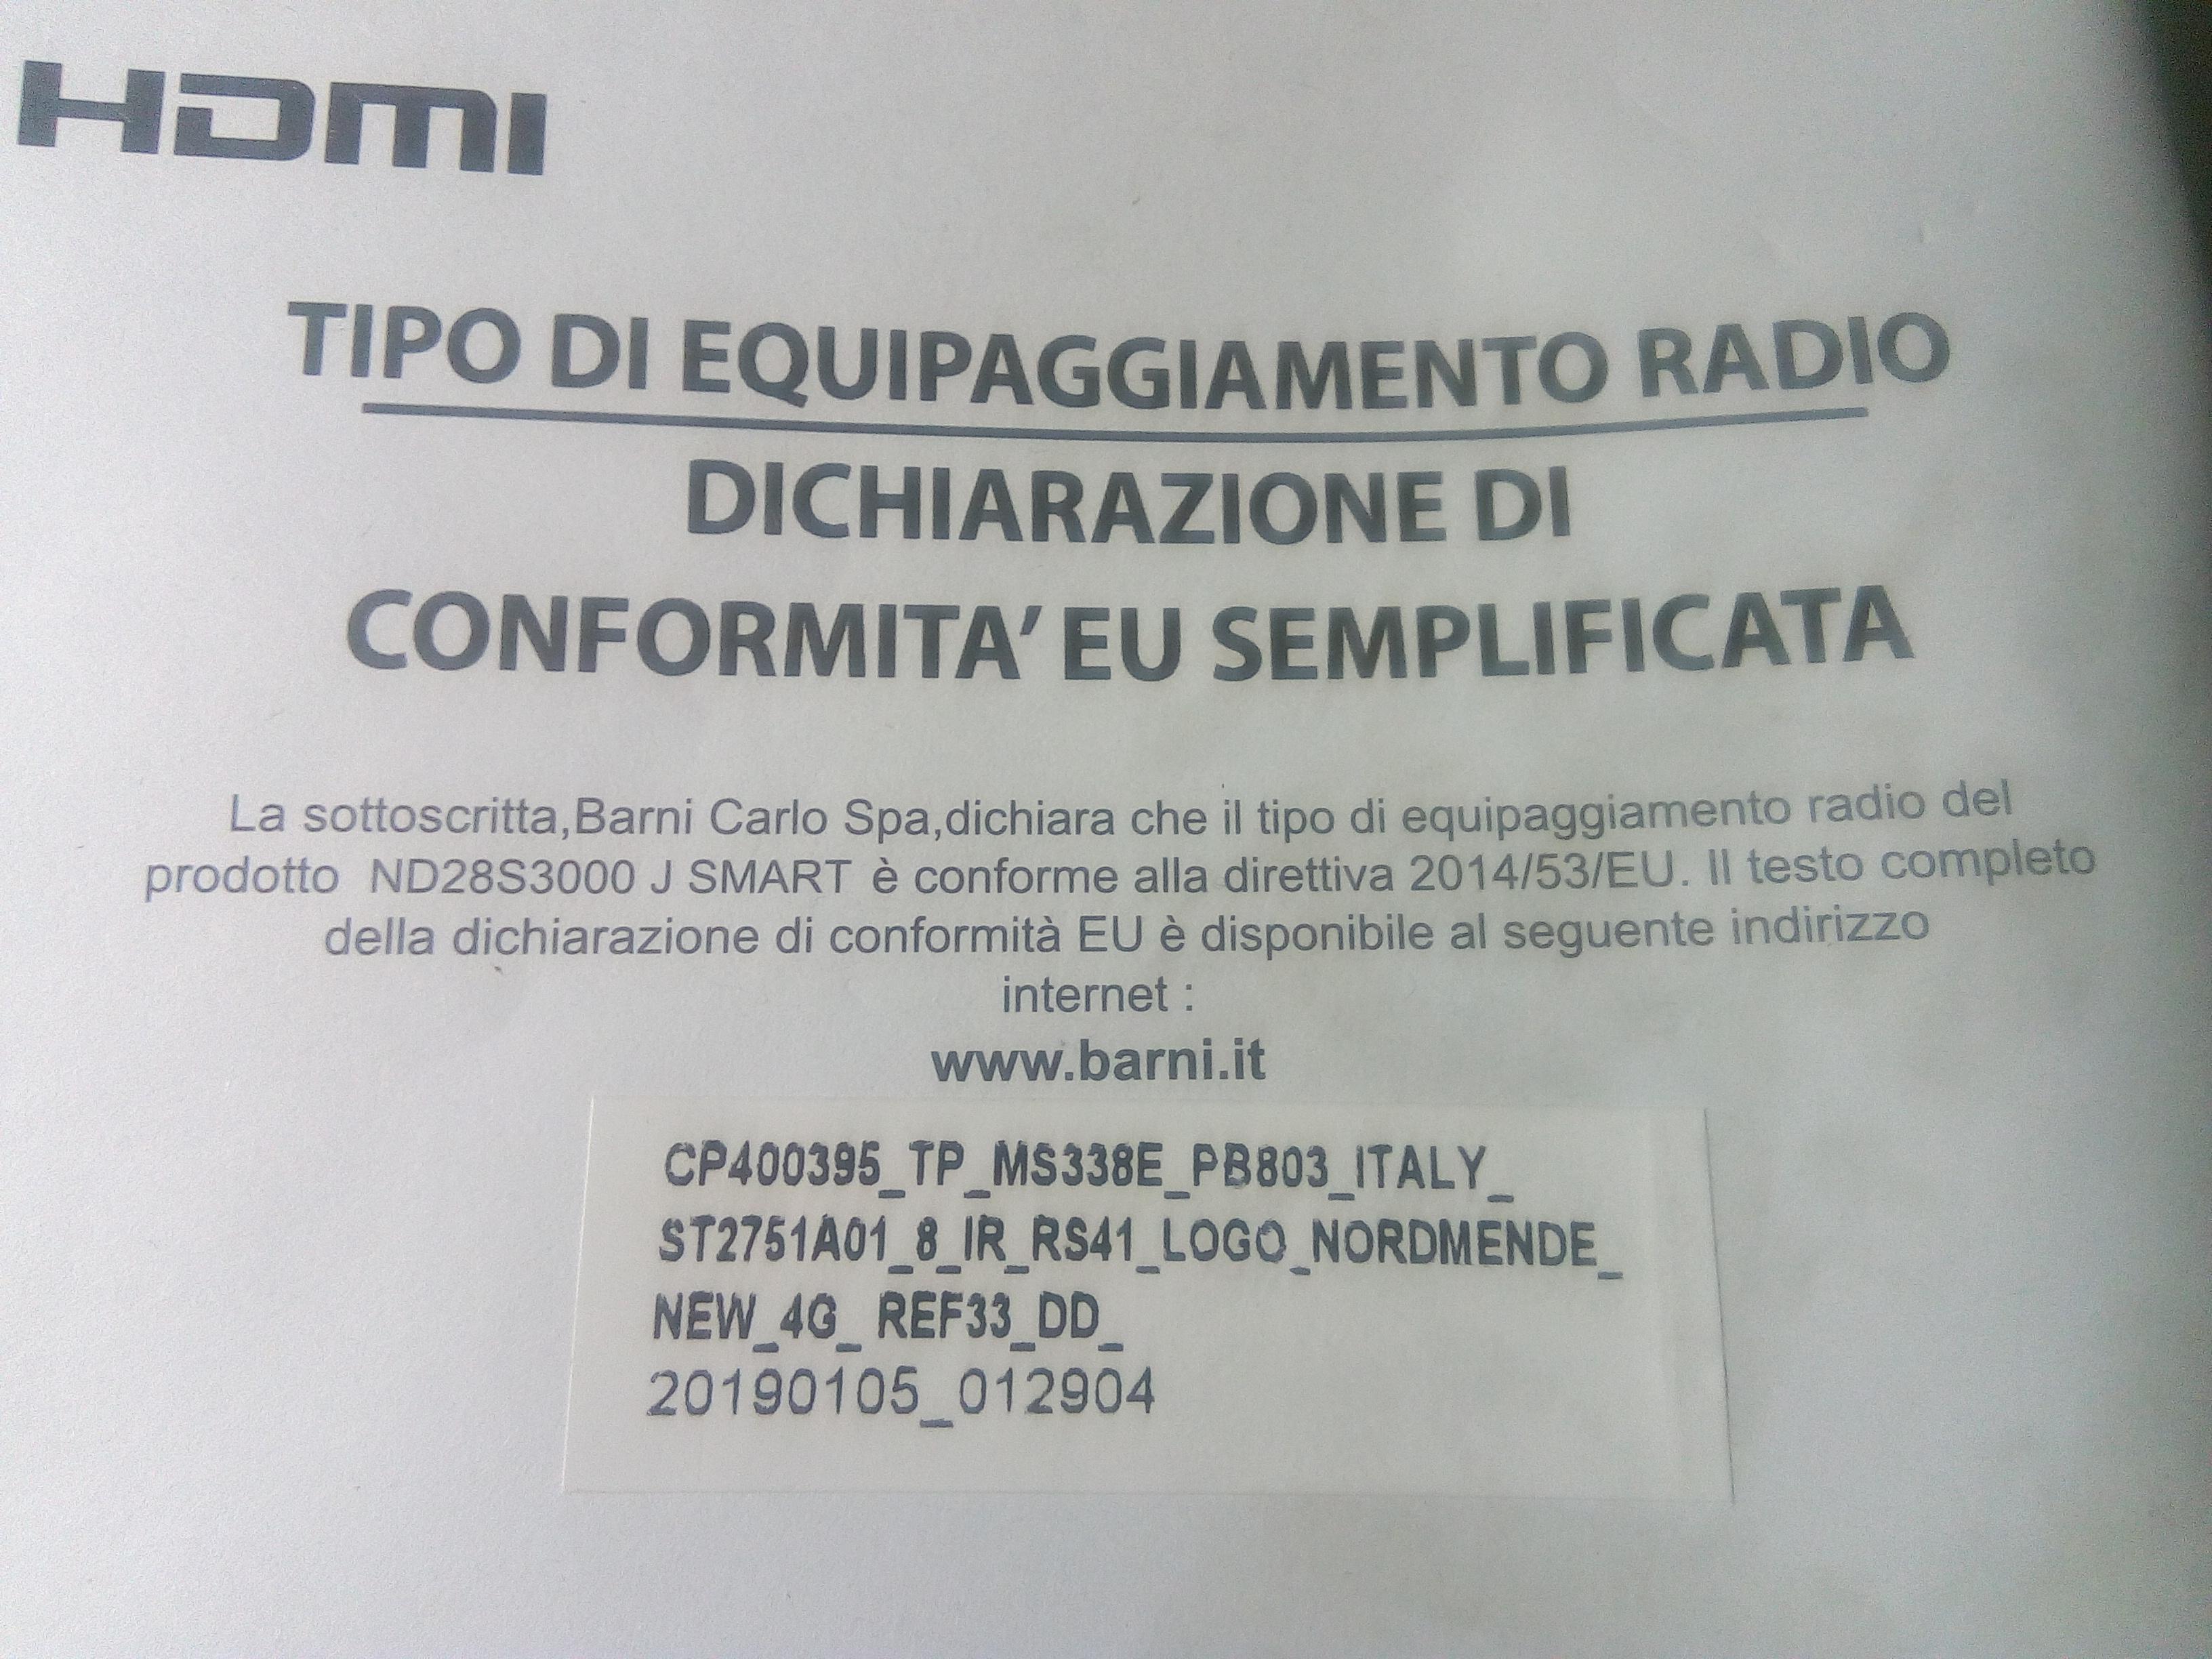 HDMI
TIPO DI EQUIPAGGIAMENTO RADIO
DICHIARAZIONE DI
CONFORMITA' EU SEMPLIFICATA
La sottoscritta,Barni Carlo Spa,dichiara che il tipo di equipaggiamento radio del
prodotto ND28S3000 J SMART è conforme alla direttiva 2014/53/EU. Il testo completo
della dichiarazione di conformità EU è disponibile al seguente indirizzo
internet :
www.barni.it
CP400395_TP_MS338E_PB803_ITALY_
ST2751A01_8_IR_RS41_LOGO_NORDMENDE_
NEW_4G_ REF33_DD_
20190105_012904